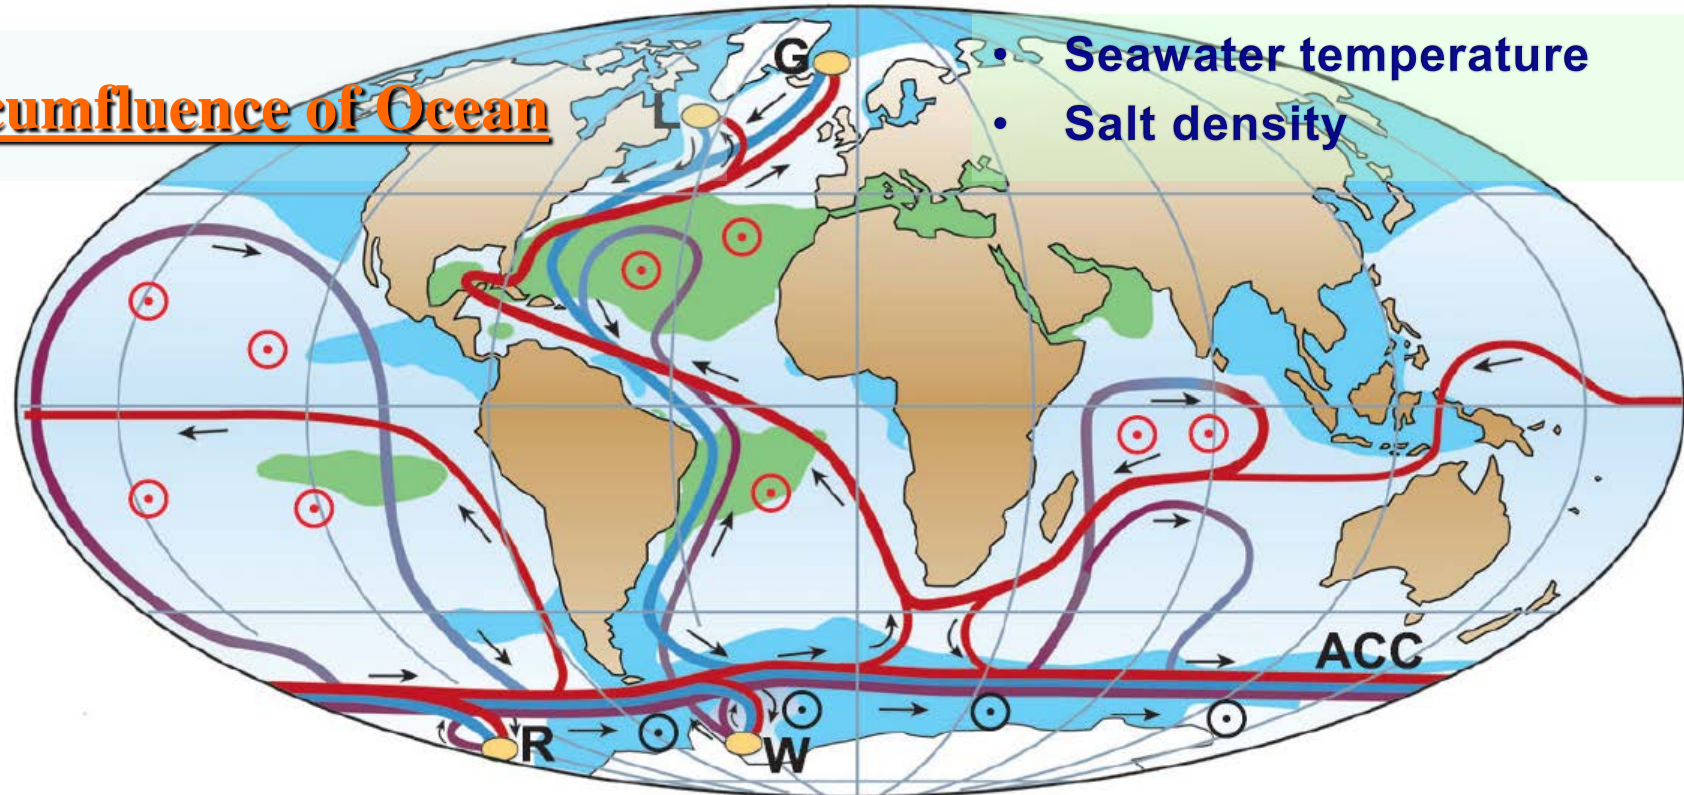 cumfluence of Ocean
• Seawater temperature
• Salt density
G
L
ACC
R
W